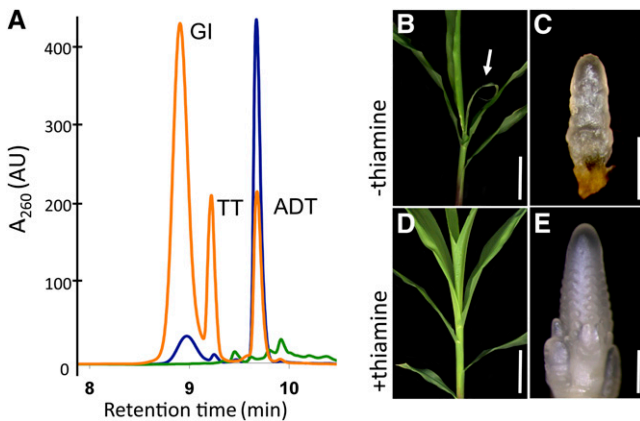 A
A260 (AU)
400
300
200
100
0
GI
TT
ADT
8
9
10
Retention time (min)
B
C
-thiamine
D
E
+thiamine